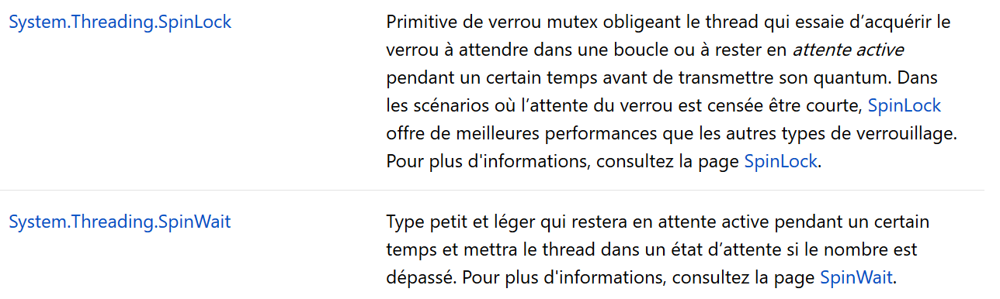 System.Threading.SpinLock
Primitive de verrou mutex obligeant le thread qui essaie d’acquérir le
verrou à attendre dans une boucle ou à rester en attente active
pendant un certain temps avant de transmettre son quantum. Dans
les scénarios où l’attente du verrou est censée être courte, SpinLock
offre de meilleures performances que les autres types de verrouillage.
Pour plus d'informations, consultez la page SpinLock.
System.Threading.SpinWait
Type petit et léger qui restera en attente active pendant un certain
temps et mettra le thread dans un état d’attente si le nombre est
dépassé. Pour plus d'informations, consultez la page SpinWait.